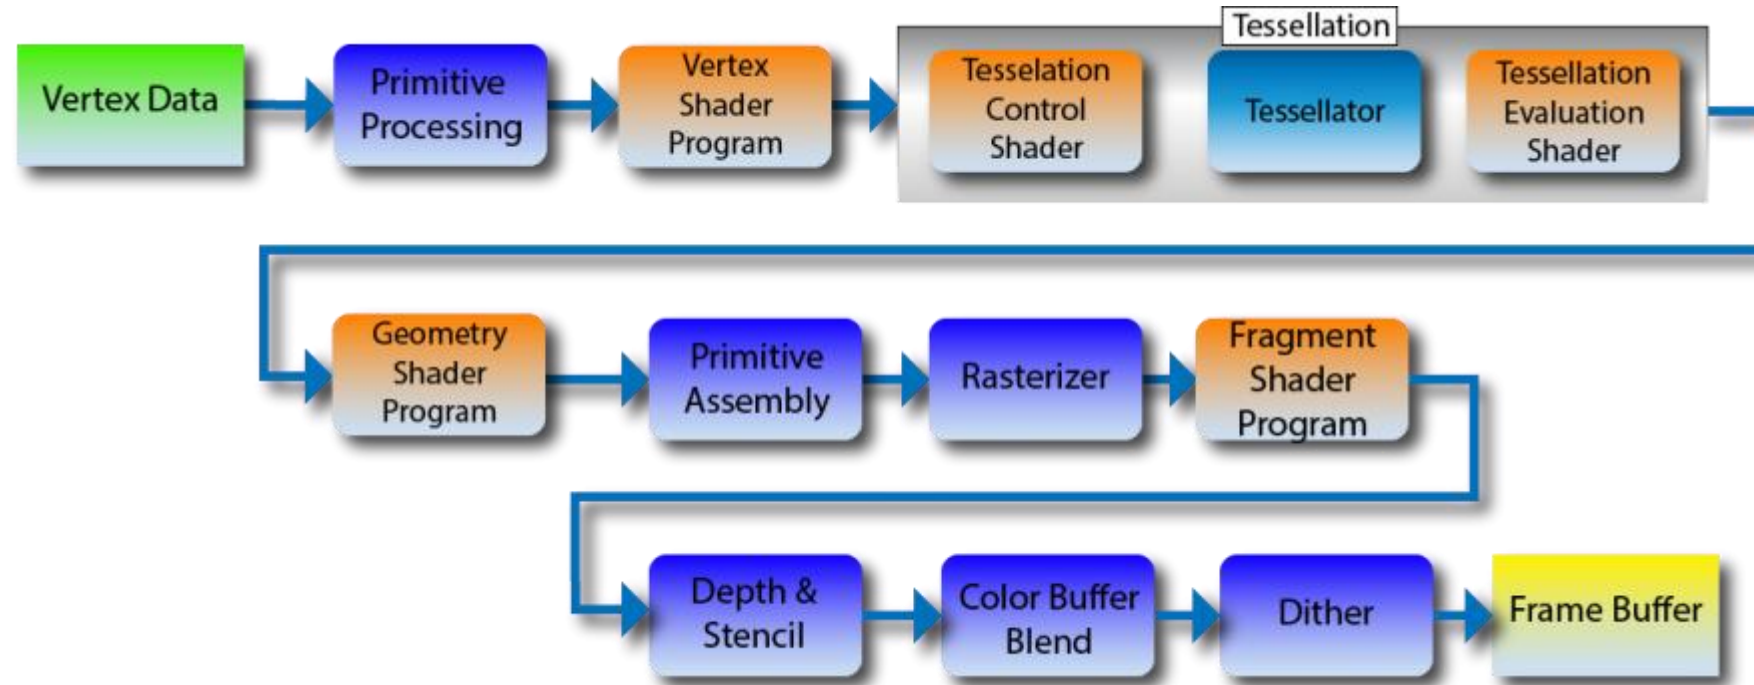 Tessellation
Vertex Data
Primitive
Processing
Vertex
Shader
Program
Tesselation
Control
Shader
Tessellator
Tessellation
Evaluation
Shader
Geometry
Shader
Program
Primitive
Assembly
Rasterizer
Fragment
Shader
Program
Depth &
Stencil
Color Buffer
Blend
Dither
Frame Buffer